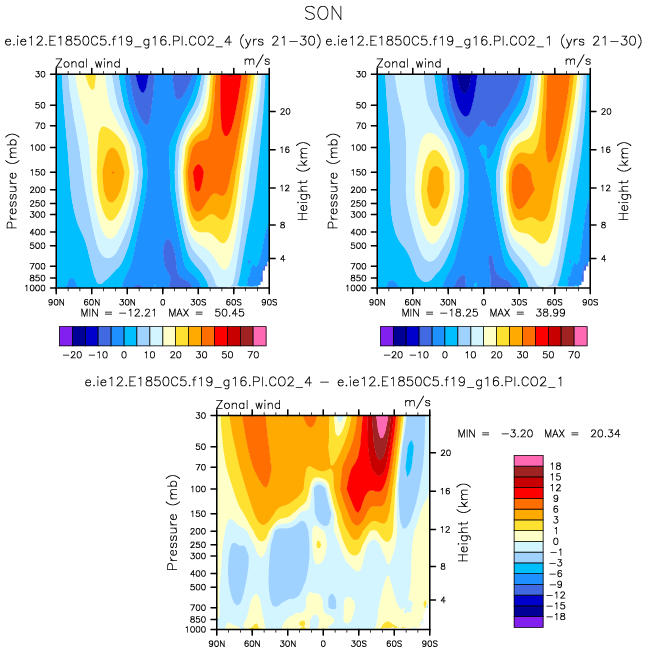 SON
e.ie12.E1850C5.f19_g16.PI.CO2_4 (yrs 21-30) e.ie12.E1850C5.f19_g16.PI.CO2_1 (yrs 21-30)
Zonal wind m/s Zonal wind m/s
30 50 70 100 150 200 250 300 400 500 700 850 1000
Pressure (mb)
20 16 12 8 4
Height (km)
90N 60N 30N 0 30S 60S 90S
MIN = -12.21 MAX = 50.45
-20 -10 0 10 20 30 50 70
30 50 70 100 150 200 250 300 400 500 700 850 1000
Pressure (mb)
20 16 12 8 4
Height (km)
90N 60N 30N 0 30S 60S 90S
MIN = -18.25 MAX = 38.99
-20 -10 0 10 20 30 50 70
e.ie12.E1850C5.f19_g16.PI.CO2_4 - e.ie12.E1850C5.f19_g16.PI.CO2_1
Zonal wind m/s
30 50 70 100 150 200 250 300 400 500 700 850 1000
Pressure (mb)
20 16 12 8 4
Height (km)
90N 60N 30N 0 30S 60S 90S
MIN = -3.20 MAX = 20.34
18
15
12
9
6
3
1
0
-1
-3
-6
-9
-12
-15
-18